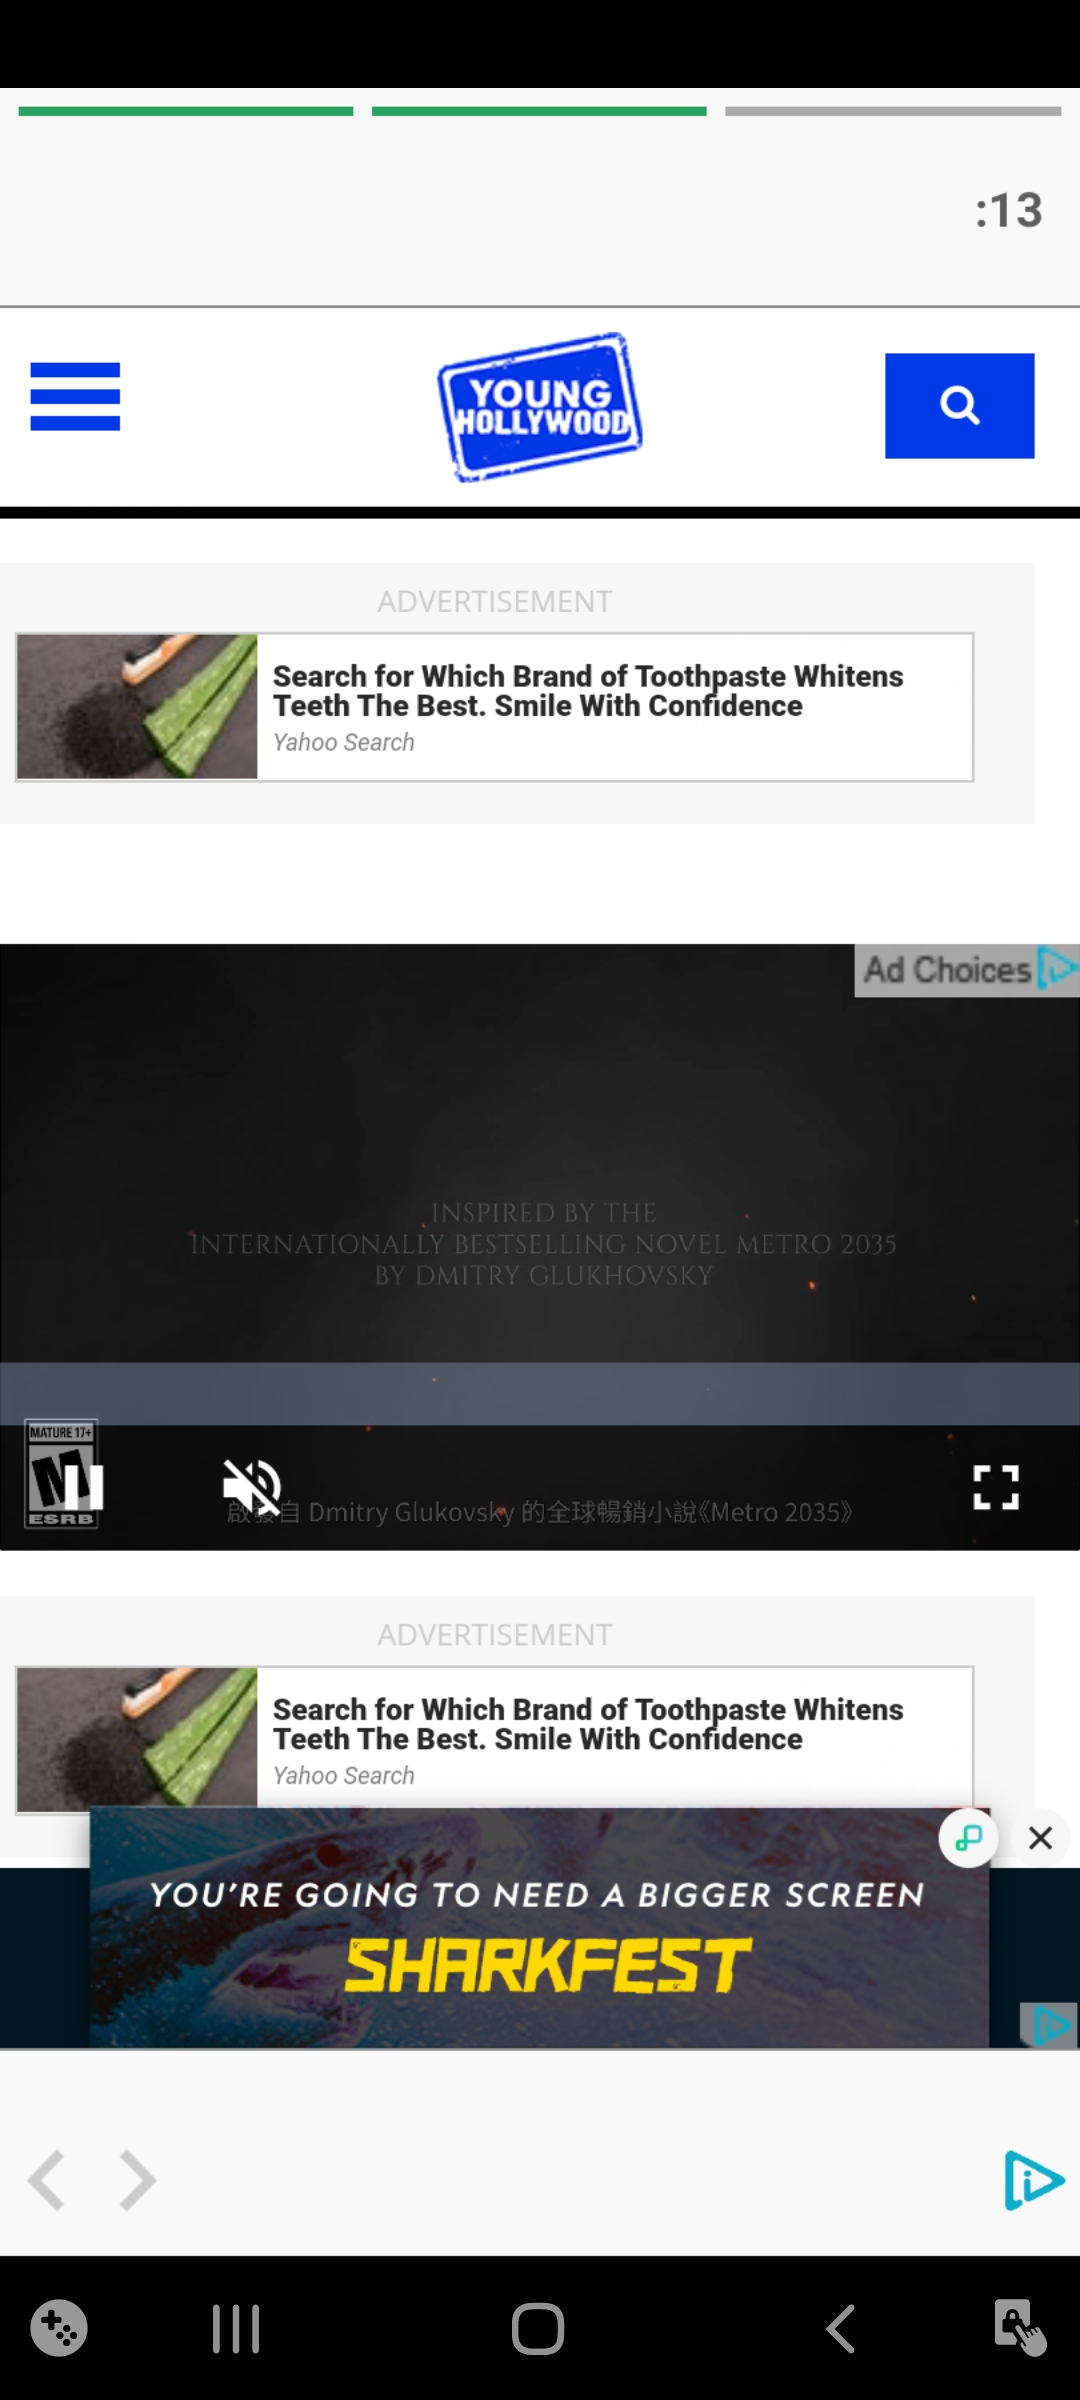 :13
YOUNG
HOLLYWOOD
ADVERTISEMENT
Search for Which Brand of Toothpaste Whitens
Teeth The Best. Smile With Confidence
Yahoo Search
Ad Choices
INSPIRED BY THE
INTERNATIONALLY BESTSELLING NOVEL METRO 2035
BY DMITRY GLUKHOVSKY
MATURE 17+
M
ESRB
啟發自 Dmitry Glukovsky 的全球暢銷小說《Metro 2035》
ADVERTISEMENT
Search for Which Brand of Toothpaste Whitens
Teeth The Best. Smile With Confidence
Yahoo Search
YOU'RE GOING TO NEED A BIGGER SCREEN
SHARKFEST